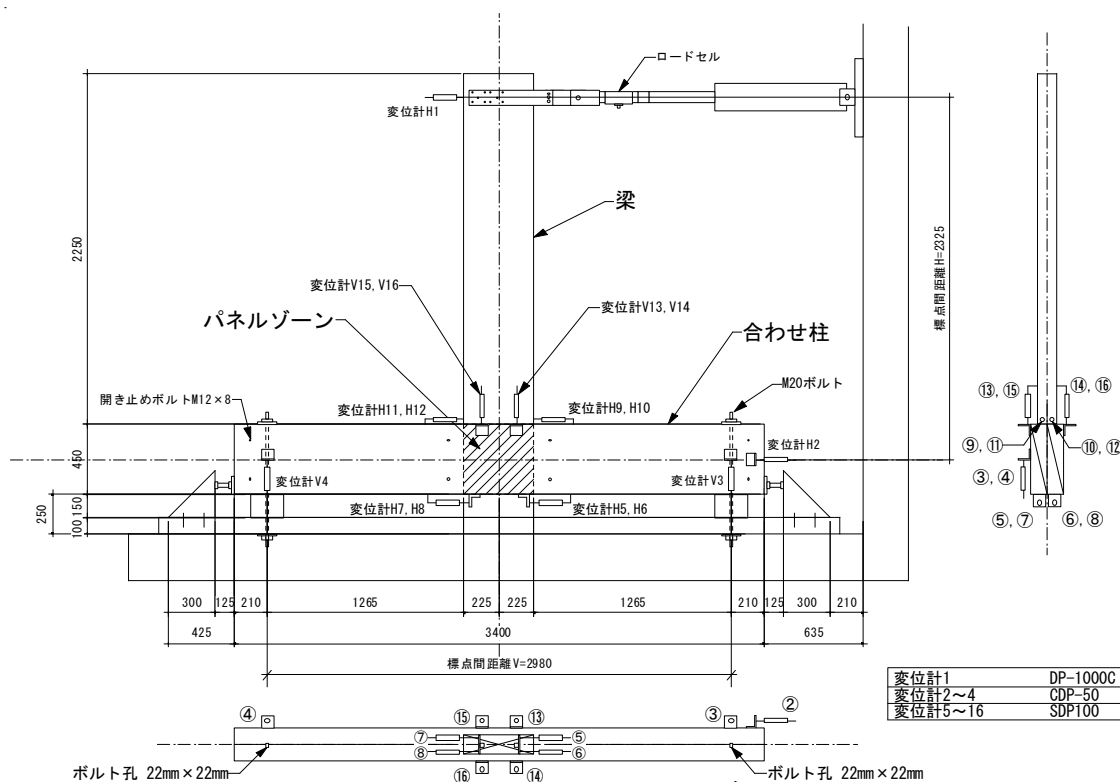 ロードセル
変位計H1
梁
2250
標点間距離H=2325
変位計V15, V16
変位計V13, V14
パネルゾーン
合わせ柱
M20ボルト
開き止めボルトM12×8
変位計H11, H12
変位計H9, H10
変位計H2
450
変位計V4
変位計V3
変位計H7, H8
変位計H5, H6
250
150
100
300
125
210
1265
225
225
1265
210
125
300
210
425
3400
635
標点間距離V=2980
⑬, ⑮
⑭, ⑯
⑨, ⑪
⑩, ⑫
③, ④
⑤, ⑦
⑥, ⑧
変位計1 DP-1000C
変位計2～4 CDP-50
変位計5～16 SDP100
④
⑮
⑬
③
②
⑦
⑤
⑧
⑥
⑯
⑭
ボルト孔 22mm×22mm
ボルト孔 22mm×22mm